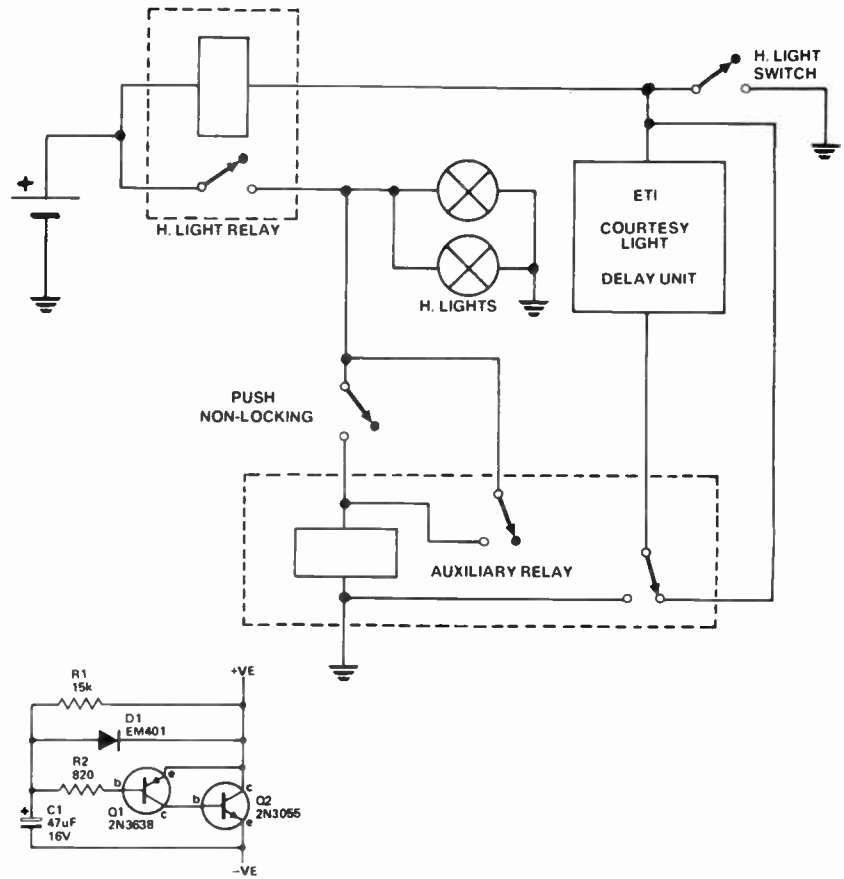 H. LIGHT
SWITCH
+
H. LIGHT RELAY
H. LIGHTS
ETI
COURTESY
LIGHT
DELAY UNIT
PUSH
NON-LOCKING
AUXILIARY RELAY
R1
15k
+VE
D1
EM401
R2
820
b
e
c
Q1
2N3638
b
c
e
Q2
2N3055
+
C1
47uF
16V
-VE